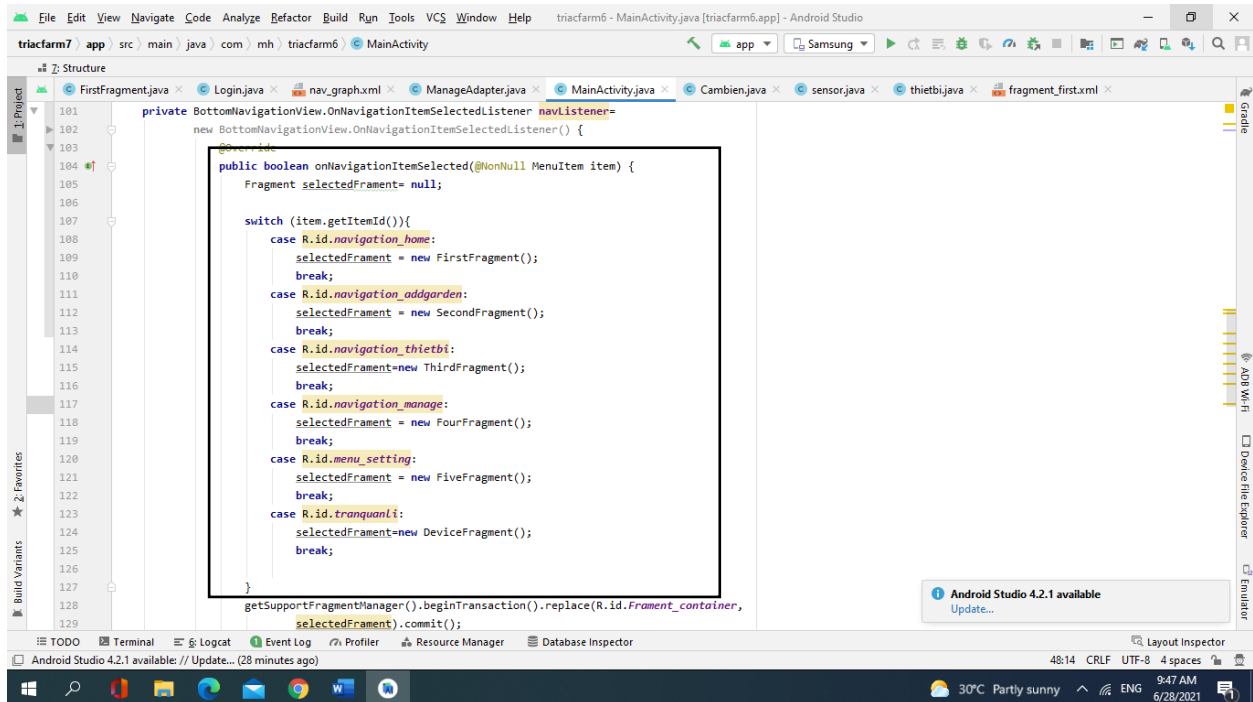 File Edit View Navigate Code Analyze Refactor Build Run Tools VCS Window Help triacfarm6 - MainActivity.java [triacfarm6.app] - Android Studio
triacfarm7 app src main java com mh triacfarm6 MainActivity app Samsung
7: Structure
FirstFragment.java Login.java nav_graph.xml ManageAdapter.java MainActivity.java Cambien.java sensor.java thietbi.java fragment_first.xml
1: Project
2: Favorites
Build Variants
101 private BottomNavigationView.OnNavigationItemSelectedListener navListener=
102 new BottomNavigationView.OnNavigationItemSelectedListener() {
103 @Override
104 public boolean onNavigationItemSelected(@NonNull MenuItem item) {
105 Fragment selectedFrament= null;
106
107 switch (item.getItemId()){
108 case R.id.navigation_home:
109 selectedFrament = new FirstFragment();
110 break;
111 case R.id.navigation_addgarden:
112 selectedFrament = new SecondFragment();
113 break;
114 case R.id.navigation_thietbi:
115 selectedFrament=new ThirdFragment();
116 break;
117 case R.id.navigation_manage:
118 selectedFrament = new FourFragment();
119 break;
120 case R.id.menu_setting:
121 selectedFrament = new FiveFragment();
122 break;
123 case R.id.tranquanli:
124 selectedFrament=new DeviceFragment();
125 break;
126
127 }
128 getSupportFragmentManager().beginTransaction().replace(R.id.Frament_container,
129 selectedFrament).commit();
Gradle
ADB Wi-Fi
Device File Explorer
Emulator
Android Studio 4.2.1 available
Update...
TODO Terminal 6: Logcat 1 Event Log Profiler Resource Manager Database Inspector Layout Inspector
Android Studio 4.2.1 available: // Update... (28 minutes ago) 48:14 CRLF UTF-8 4 spaces
30°C Partly sunny ENG 9:47 AM
6/28/2021